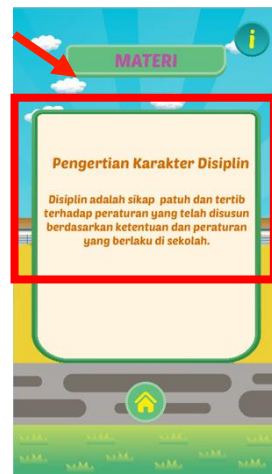 i
MATERI
Pengertian Karakter Disiplin
Disiplin adalah sikap patuh dan tertib
terhadap peraturan yang telah disusun
berdasarkan ketentuan dan peraturan
yang berlaku di sekolah.